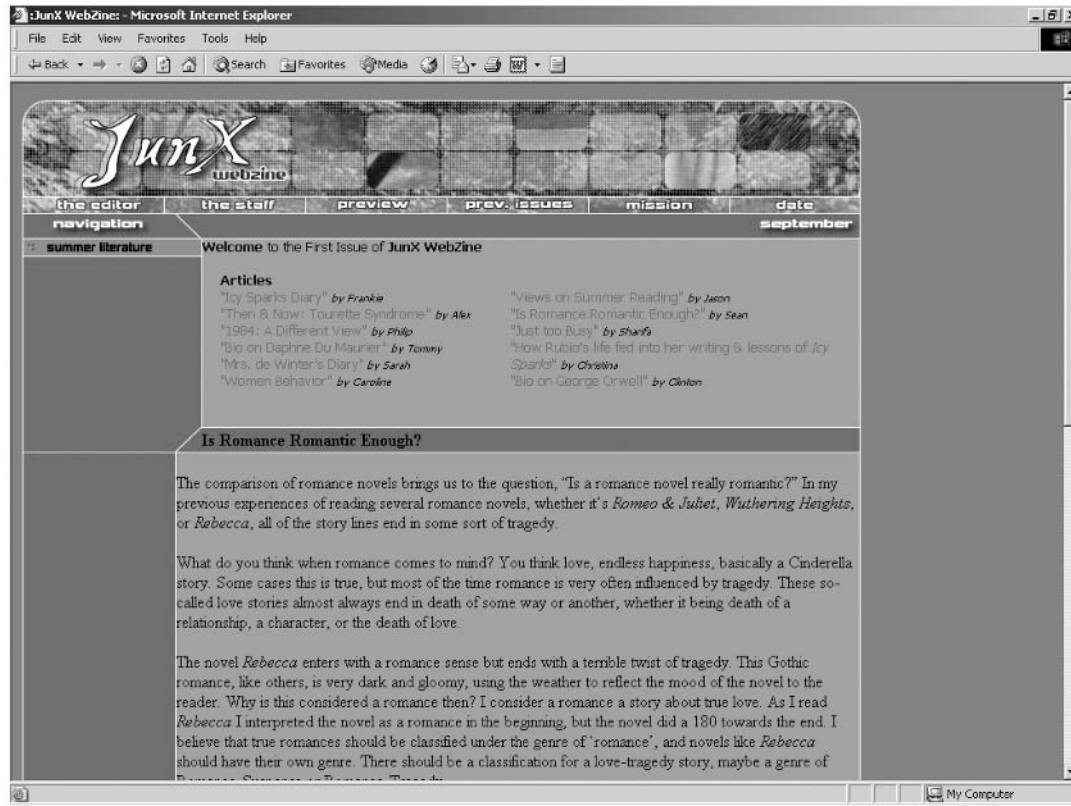 :JunX WebZine: - Microsoft Internet Explorer
File Edit View Favorites Tools Help
Back Search Favorites Media
JunX
webzine
the editor the staff preview prev. issues mission date
navigation september
summer literature
Welcome to the First Issue of JunX WebZine
Articles
"Icy Sparks Diary" by Frankie
"Then & Now: Tourette Syndrome" by Alex
"1984: A Different View" by Philip
"Bio on Daphne Du Maurier" by Tommy
"Mrs. de Winter's Diary" by Sarah
"Women Behavior" by Caroline
"Views on Summer Reading" by Jason
"Is Romance Romantic Enough?" by Sean
"Just too Busy" by Sharifa
"How Rubio's life fed into her writing & lessons of Icy
Sparks" by Christina
"Bio on George Orwell" by Clinton
Is Romance Romantic Enough?
The comparison of romance novels brings us to the question, “Is a romance novel really romantic?” In my
previous experiences of reading several romance novels, whether it’s Romeo & Juliet, Wuthering Heights,
or Rebecca, all of the story lines end in some sort of tragedy.
What do you think when romance comes to mind? You think love, endless happiness, basically a Cinderella
story. Some cases this is true, but most of the time romance is very often influenced by tragedy. These so-
called love stories almost always end in death of some way or another, whether it being death of a
relationship, a character, or the death of love.
The novel Rebecca enters with a romance sense but ends with a terrible twist of tragedy. This Gothic
romance, like others, is very dark and gloomy, using the weather to reflect the mood of the novel to the
reader. Why is this considered a romance then? I consider a romance a story about true love. As I read
Rebecca I interpreted the novel as a romance in the beginning, but the novel did a 180 towards the end. I
believe that true romances should be classified under the genre of ‘romance’, and novels like Rebecca
should have their own genre. There should be a classification for a love-tragedy story, maybe a genre of
My Computer